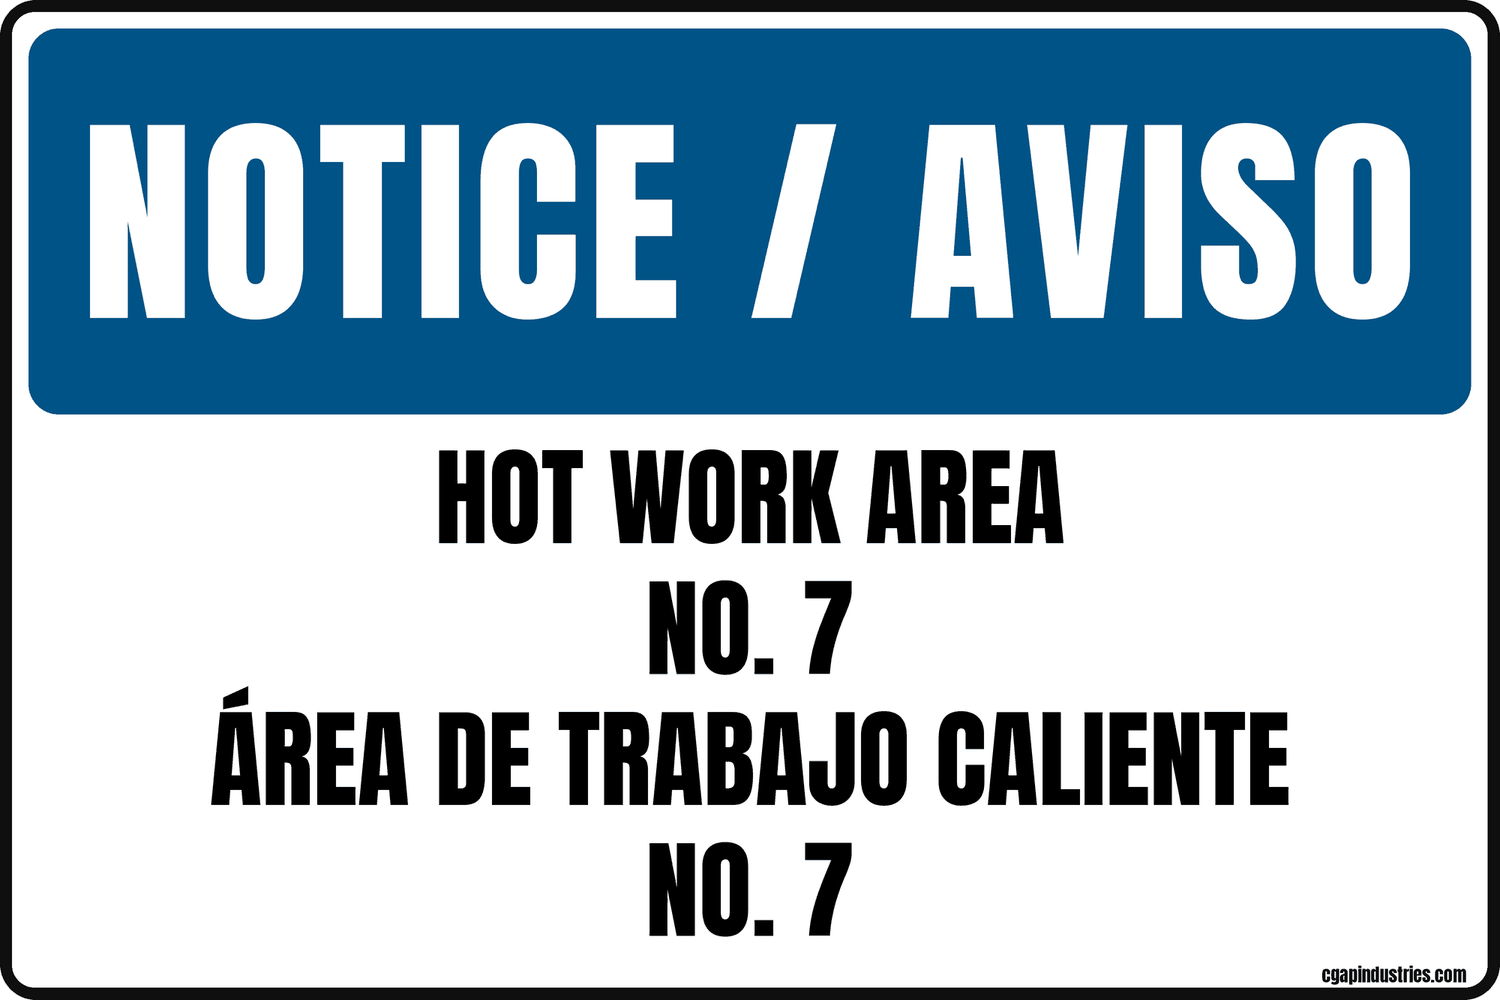 NOTICE / AVISO
HOT WORK AREA
NO. 7
ÁREA DE TRABAJO CALIENTE
NO. 7
cgapindustries.com